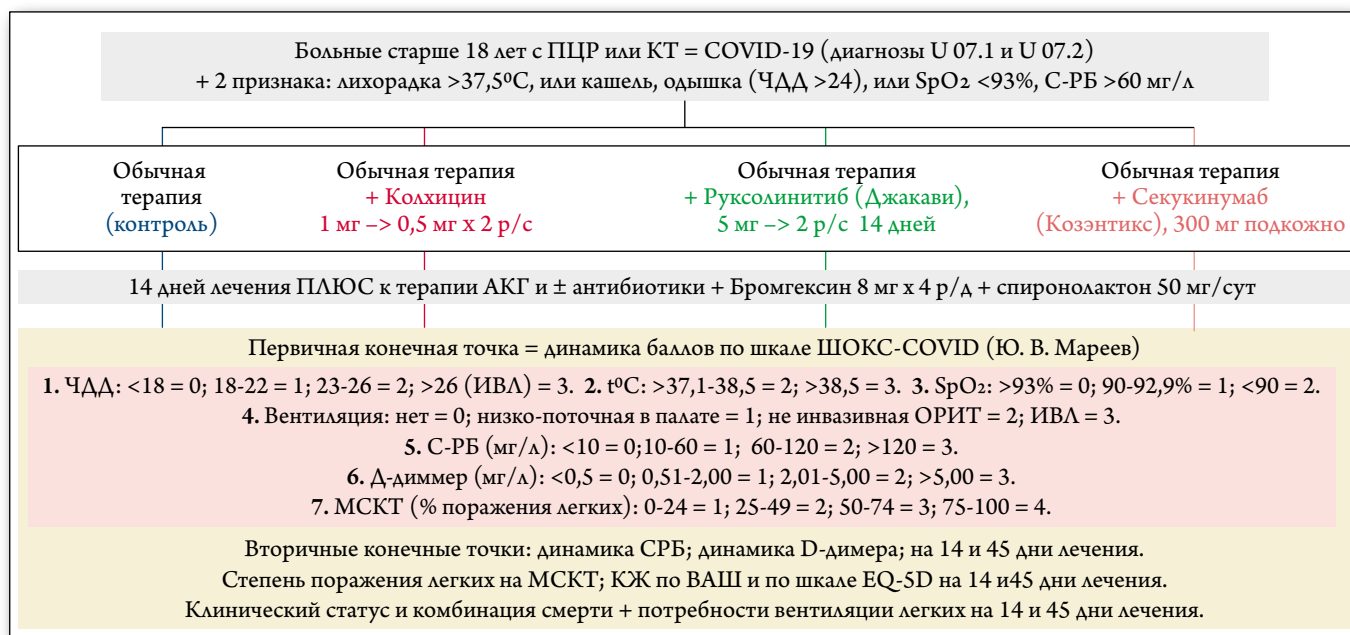 Больные старше 18 лет с ПЦР или КТ = COVID-19 (диагнозы U 07.1 и U 07.2)
+ 2 признака: лихорадка >37,5⁰С, или кашель, одышка (ЧДД >24), или SpO2 <93%, С-РБ >60 мг/л
Обычная терапия (контроль)
Обычная терапия
+ Колхицин
1 мг –> 0,5 мг x 2 р/с
Обычная терапия
+ Руксолинитиб (Джакави),
5 мг –> 2 р/с 14 дней
Обычная терапия
+ Секукинумаб
(Козэнтикс), 300 мг подкожно
14 дней лечения ПЛЮС к терапии АКГ и ± антибиотики + Бромгексин 8 мг x 4 р/д + спиронолактон 50 мг/сут
Первичная конечная точка = динамика баллов по шкале ШОКС-COVID (Ю. В. Мареев)
1. ЧДД: <18 = 0; 18-22 = 1; 23-26 = 2; >26 (ИВЛ) = 3. 2. t⁰C: >37,1-38,5 = 2; >38,5 = 3. 3. SpO2: >93% = 0; 90-92,9% = 1; <90 = 2.
4. Вентиляция: нет = 0; низко-поточная в палате = 1; не инвазивная ОРИТ = 2; ИВЛ = 3.
5. С-РБ (мг/л): <10 = 0;10-60 = 1; 60-120 = 2; >120 = 3.
6. Д-диммер (мг/л): <0,5 = 0; 0,51-2,00 = 1; 2,01-5,00 = 2; >5,00 = 3.
7. МСКТ (% поражения легких): 0-24 = 1; 25-49 = 2; 50-74 = 3; 75-100 = 4.
Вторичные конечные точки: динамика СРБ; динамика D-димера; на 14 и 45 дни лечения.
Степень поражения легких на МСКТ; КЖ по ВАШ и по шкале EQ-5D на 14 и45 дни лечения.
Клинический статус и комбинация смерти + потребности вентиляции легких на 14 и 45 дни лечения.